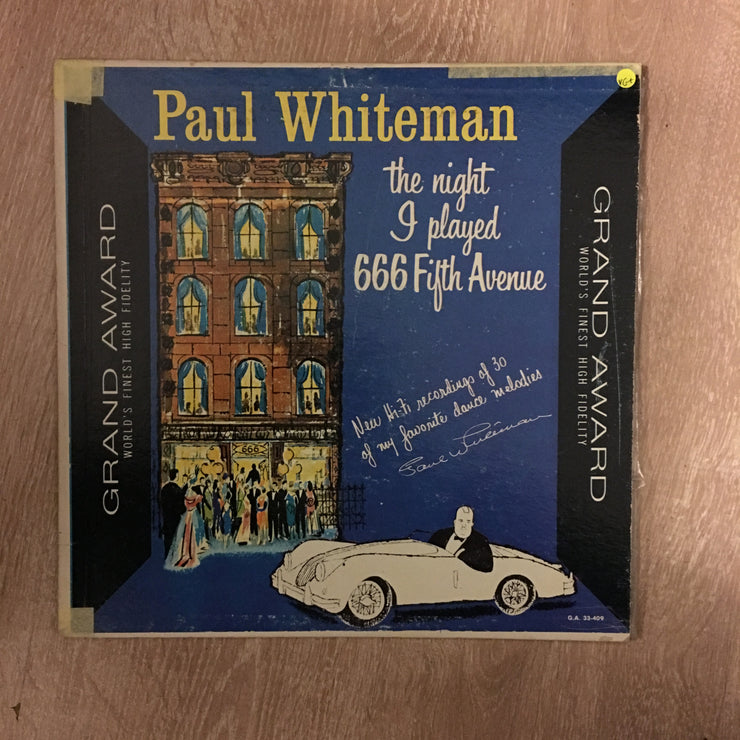 VG+
Paul Whiteman
the night
I played
666 Fifth Avenue
GRAND AWARD
WORLD'S FINEST HIGH FIDELITY
666
New Hi-Fi recordings of 30
of my favorite dance melodies
Paul Whiteman
GRAND AWARD
WORLD'S FINEST HIGH FIDELITY
G.A. 33-409